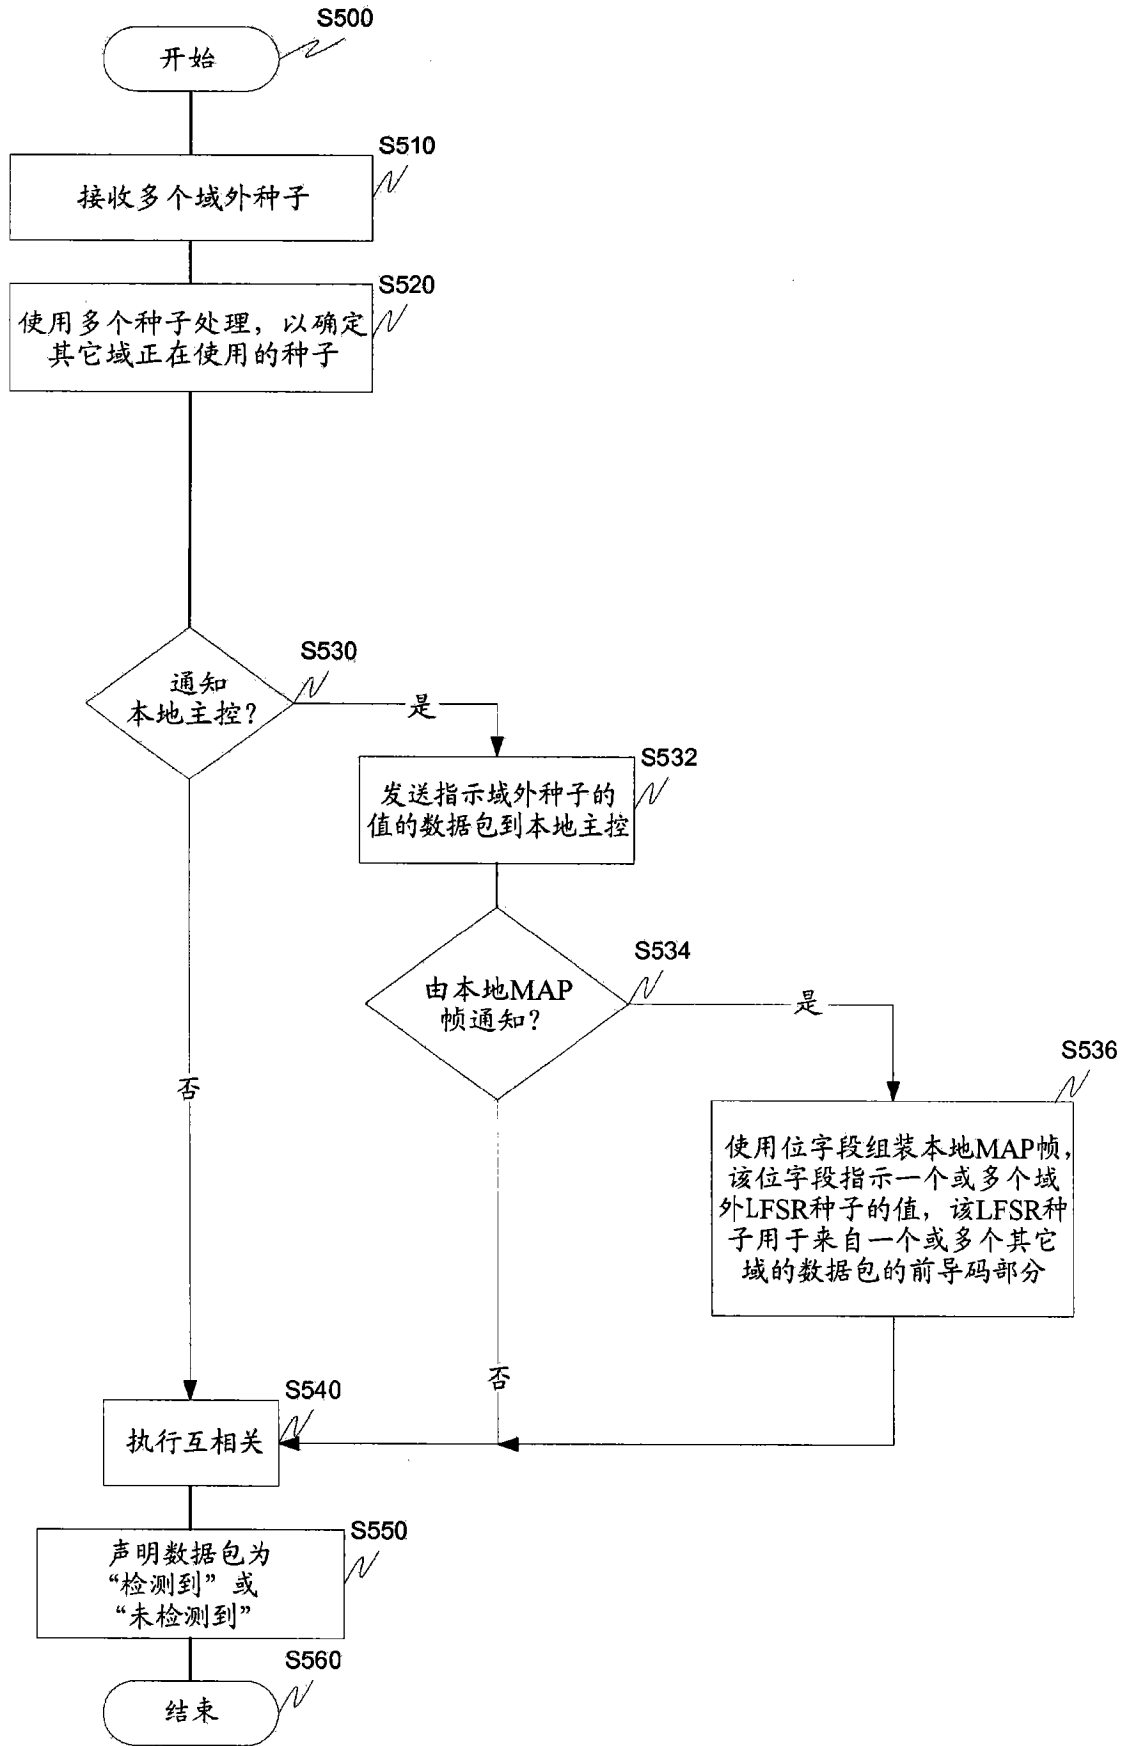 S500
开始
S510
接收多个域外种子
S520
使用多个种子处理，以确定
其它域正在使用的种子
S530
通知
本地主控？
是
S532
发送指示域外种子的
值的数据包到本地主控
S534
由本地MAP
帧通知？
是
S536
使用位字段组装本地MAP帧，
该位字段指示一个或多个域
外LFSR种子的值，该LFSR种
子用于来自一个或多个其它
域的数据包的前导码部分
否
否
S540
执行互相关
S550
声明数据包为
“检测到”或
“未检测到”
S560
结束